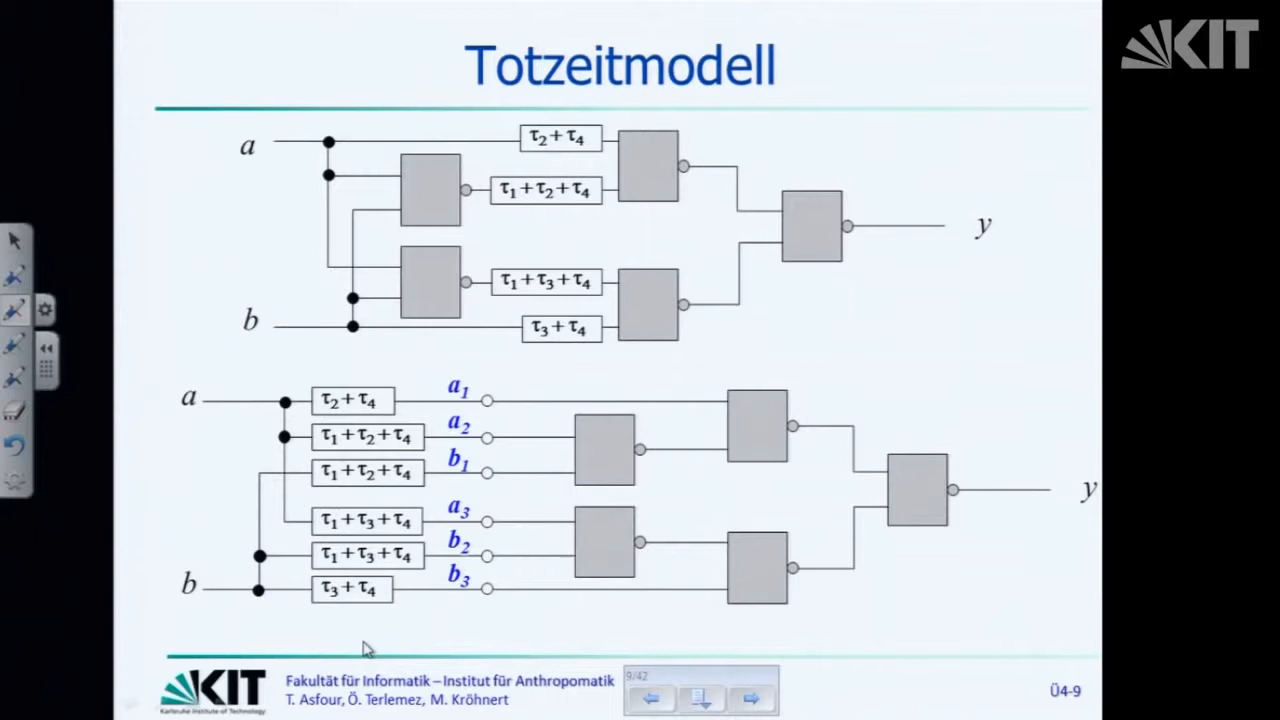 KIT
Totzeitmodell
a
τ2+τ4
τ1+τ2+τ4
y
τ1+τ3+τ4
b
τ3+τ4
a
τ2+τ4
a1
τ1+τ2+τ4
a2
τ1+τ2+τ4
b1
y
τ1+τ3+τ4
a3
τ1+τ3+τ4
b2
b
τ3+τ4
b3
KIT
Karlsruhe Institute of Technology
Fakultät für Informatik – Institut für Anthropomatik
T. Asfour, Ö. Terlemez, M. Kröhnert
9/42
Ü4-9